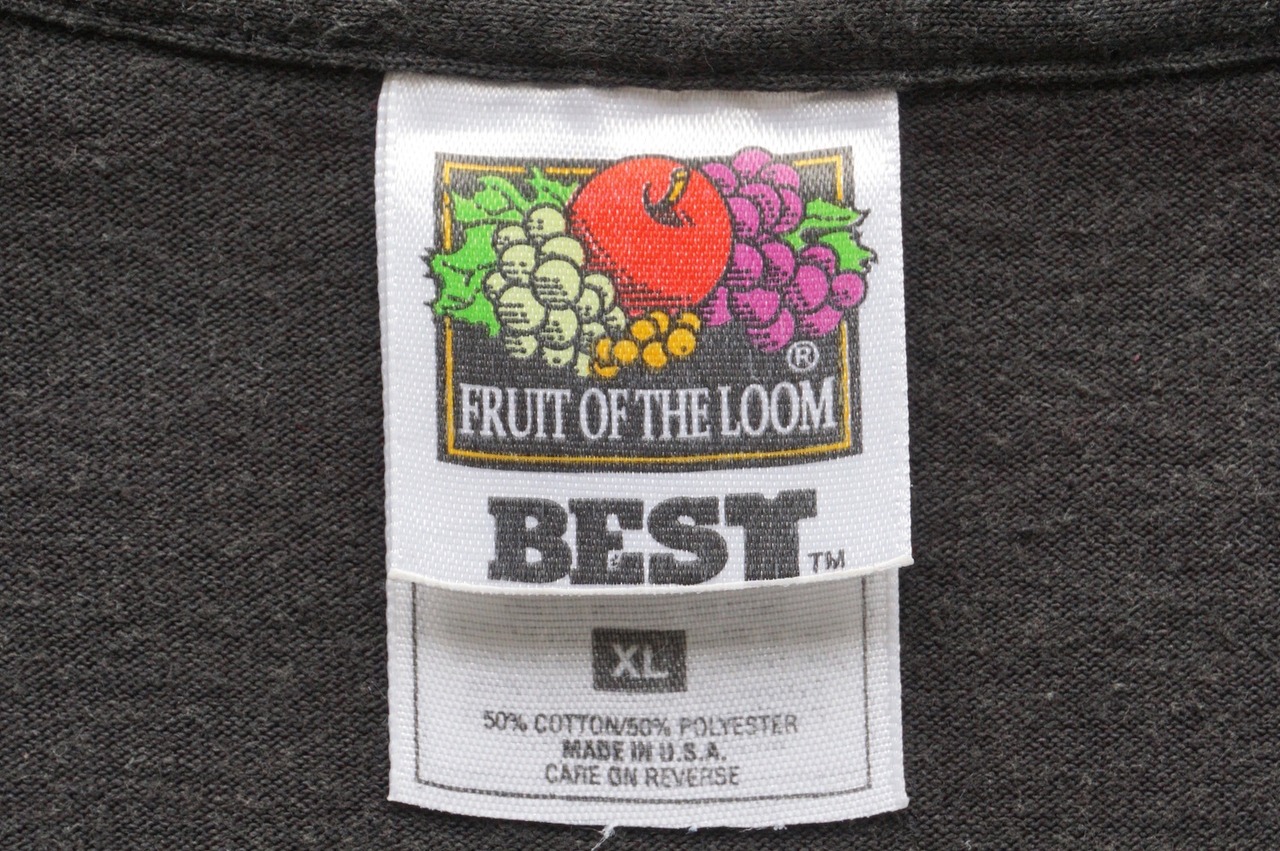 ®
FRUIT OF THE LOOM
BEST™
XL
50% COTTON/50% POLYESTER
MADE IN U.S.A.
CARE ON REVERSE